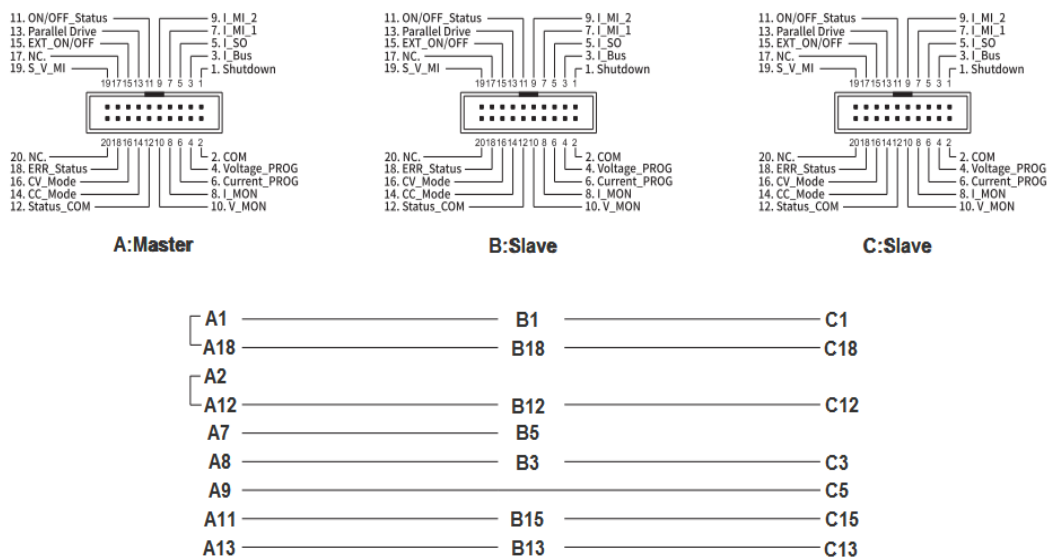 11. ON/OFF_Status 9. I_MI_2
13. Parallel Drive 7. I_MI_1
15. EXT_ON/OFF 5. I_SO
17. NC. 3. I_Bus
19. S_V_MI 1. Shutdown
19 17 15 13 11 9 7 5 3 1
20 18 16 14 12 10 8 6 4 2
20. NC. 2. COM
18. ERR_Status 4. Voltage_PROG
16. CV_Mode 6. Current_PROG
14. CC_Mode 8. I_MON
12. Status_COM 10. V_MON
A:Master
11. ON/OFF_Status 9. I_MI_2
13. Parallel Drive 7. I_MI_1
15. EXT_ON/OFF 5. I_SO
17. NC. 3. I_Bus
19. S_V_MI 1. Shutdown
19 17 15 13 11 9 7 5 3 1
20 18 16 14 12 10 8 6 4 2
20. NC. 2. COM
18. ERR_Status 4. Voltage_PROG
16. CV_Mode 6. Current_PROG
14. CC_Mode 8. I_MON
12. Status_COM 10. V_MON
B:Slave
11. ON/OFF_Status 9. I_MI_2
13. Parallel Drive 7. I_MI_1
15. EXT_ON/OFF 5. I_SO
17. NC. 3. I_Bus
19. S_V_MI 1. Shutdown
19 17 15 13 11 9 7 5 3 1
20 18 16 14 12 10 8 6 4 2
20. NC. 2. COM
18. ERR_Status 4. Voltage_PROG
16. CV_Mode 6. Current_PROG
14. CC_Mode 8. I_MON
12. Status_COM 10. V_MON
C:Slave
A1 B1 C1
A18 B18 C18
A2
A12 B12 C12
A7 B5
A8 B3 C3
A9 C5
A11 B15 C15
A13 B13 C13